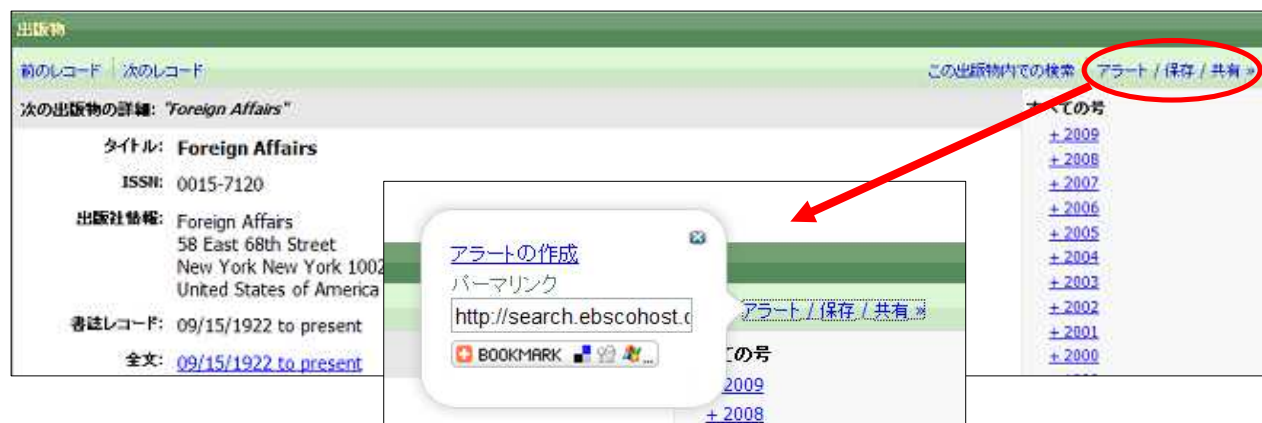 出版物
前のレコード | 次のレコード
この出版物内での検索 アラート / 保存 / 共有 »
次の出版物の詳細: "Foreign Affairs"
タイトル: Foreign Affairs
ISSN: 0015-7120
出版社情報: Foreign Affairs
58 East 68th Street
New York New York 1002
United States of America
書誌レコード: 09/15/1922 to present
全文: 09/15/1922 to present
すべての号
+ 2009
+ 2008
+ 2007
+ 2006
+ 2005
+ 2004
+ 2003
+ 2002
+ 2001
+ 2000
アラートの作成
パーマリンク
http://search.ebscohost.c
BOOKMARK
アラート / 保存 / 共有 »
の号
2009
+ 2008